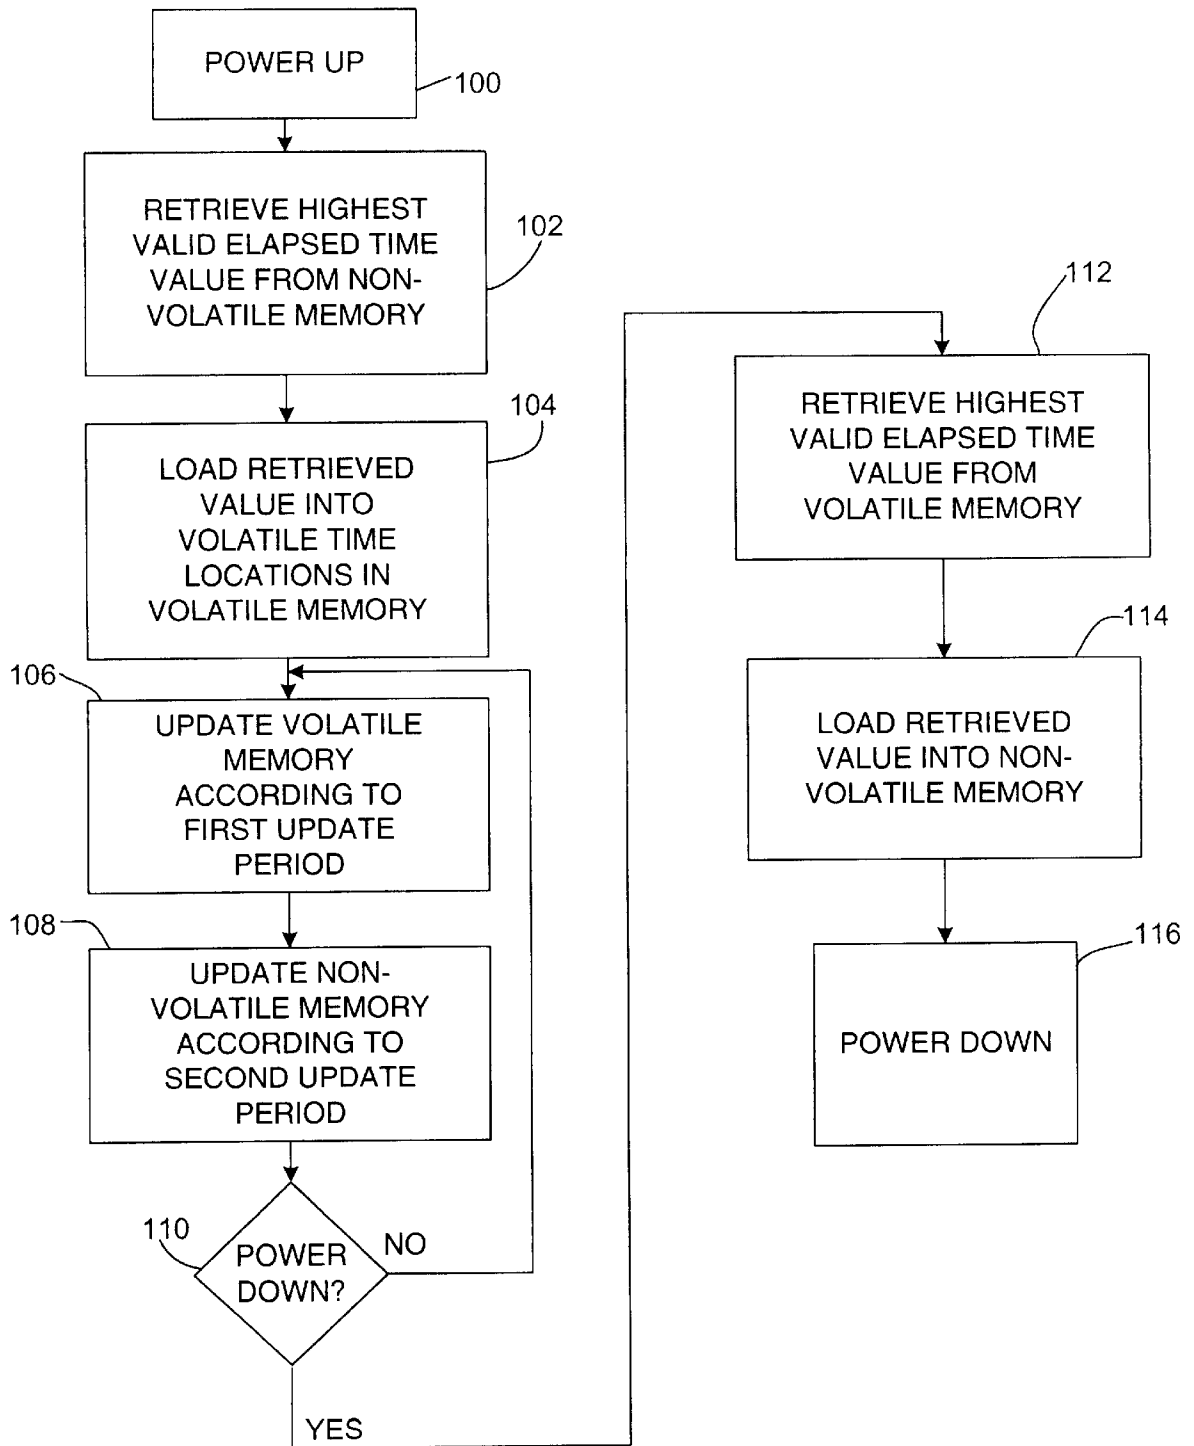 POWER UP
100
RETRIEVE HIGHEST
VALID ELAPSED TIME
VALUE FROM NON-
VOLATILE MEMORY
102
LOAD RETRIEVED
VALUE INTO
VOLATILE TIME
LOCATIONS IN
VOLATILE MEMORY
104
106
UPDATE VOLATILE
MEMORY
ACCORDING TO
FIRST UPDATE
PERIOD
108
UPDATE NON-
VOLATILE MEMORY
ACCORDING TO
SECOND UPDATE
PERIOD
110
POWER
DOWN?
NO
YES
112
RETRIEVE HIGHEST
VALID ELAPSED TIME
VALUE FROM
VOLATILE MEMORY
114
LOAD RETRIEVED
VALUE INTO NON-
VOLATILE MEMORY
116
POWER DOWN